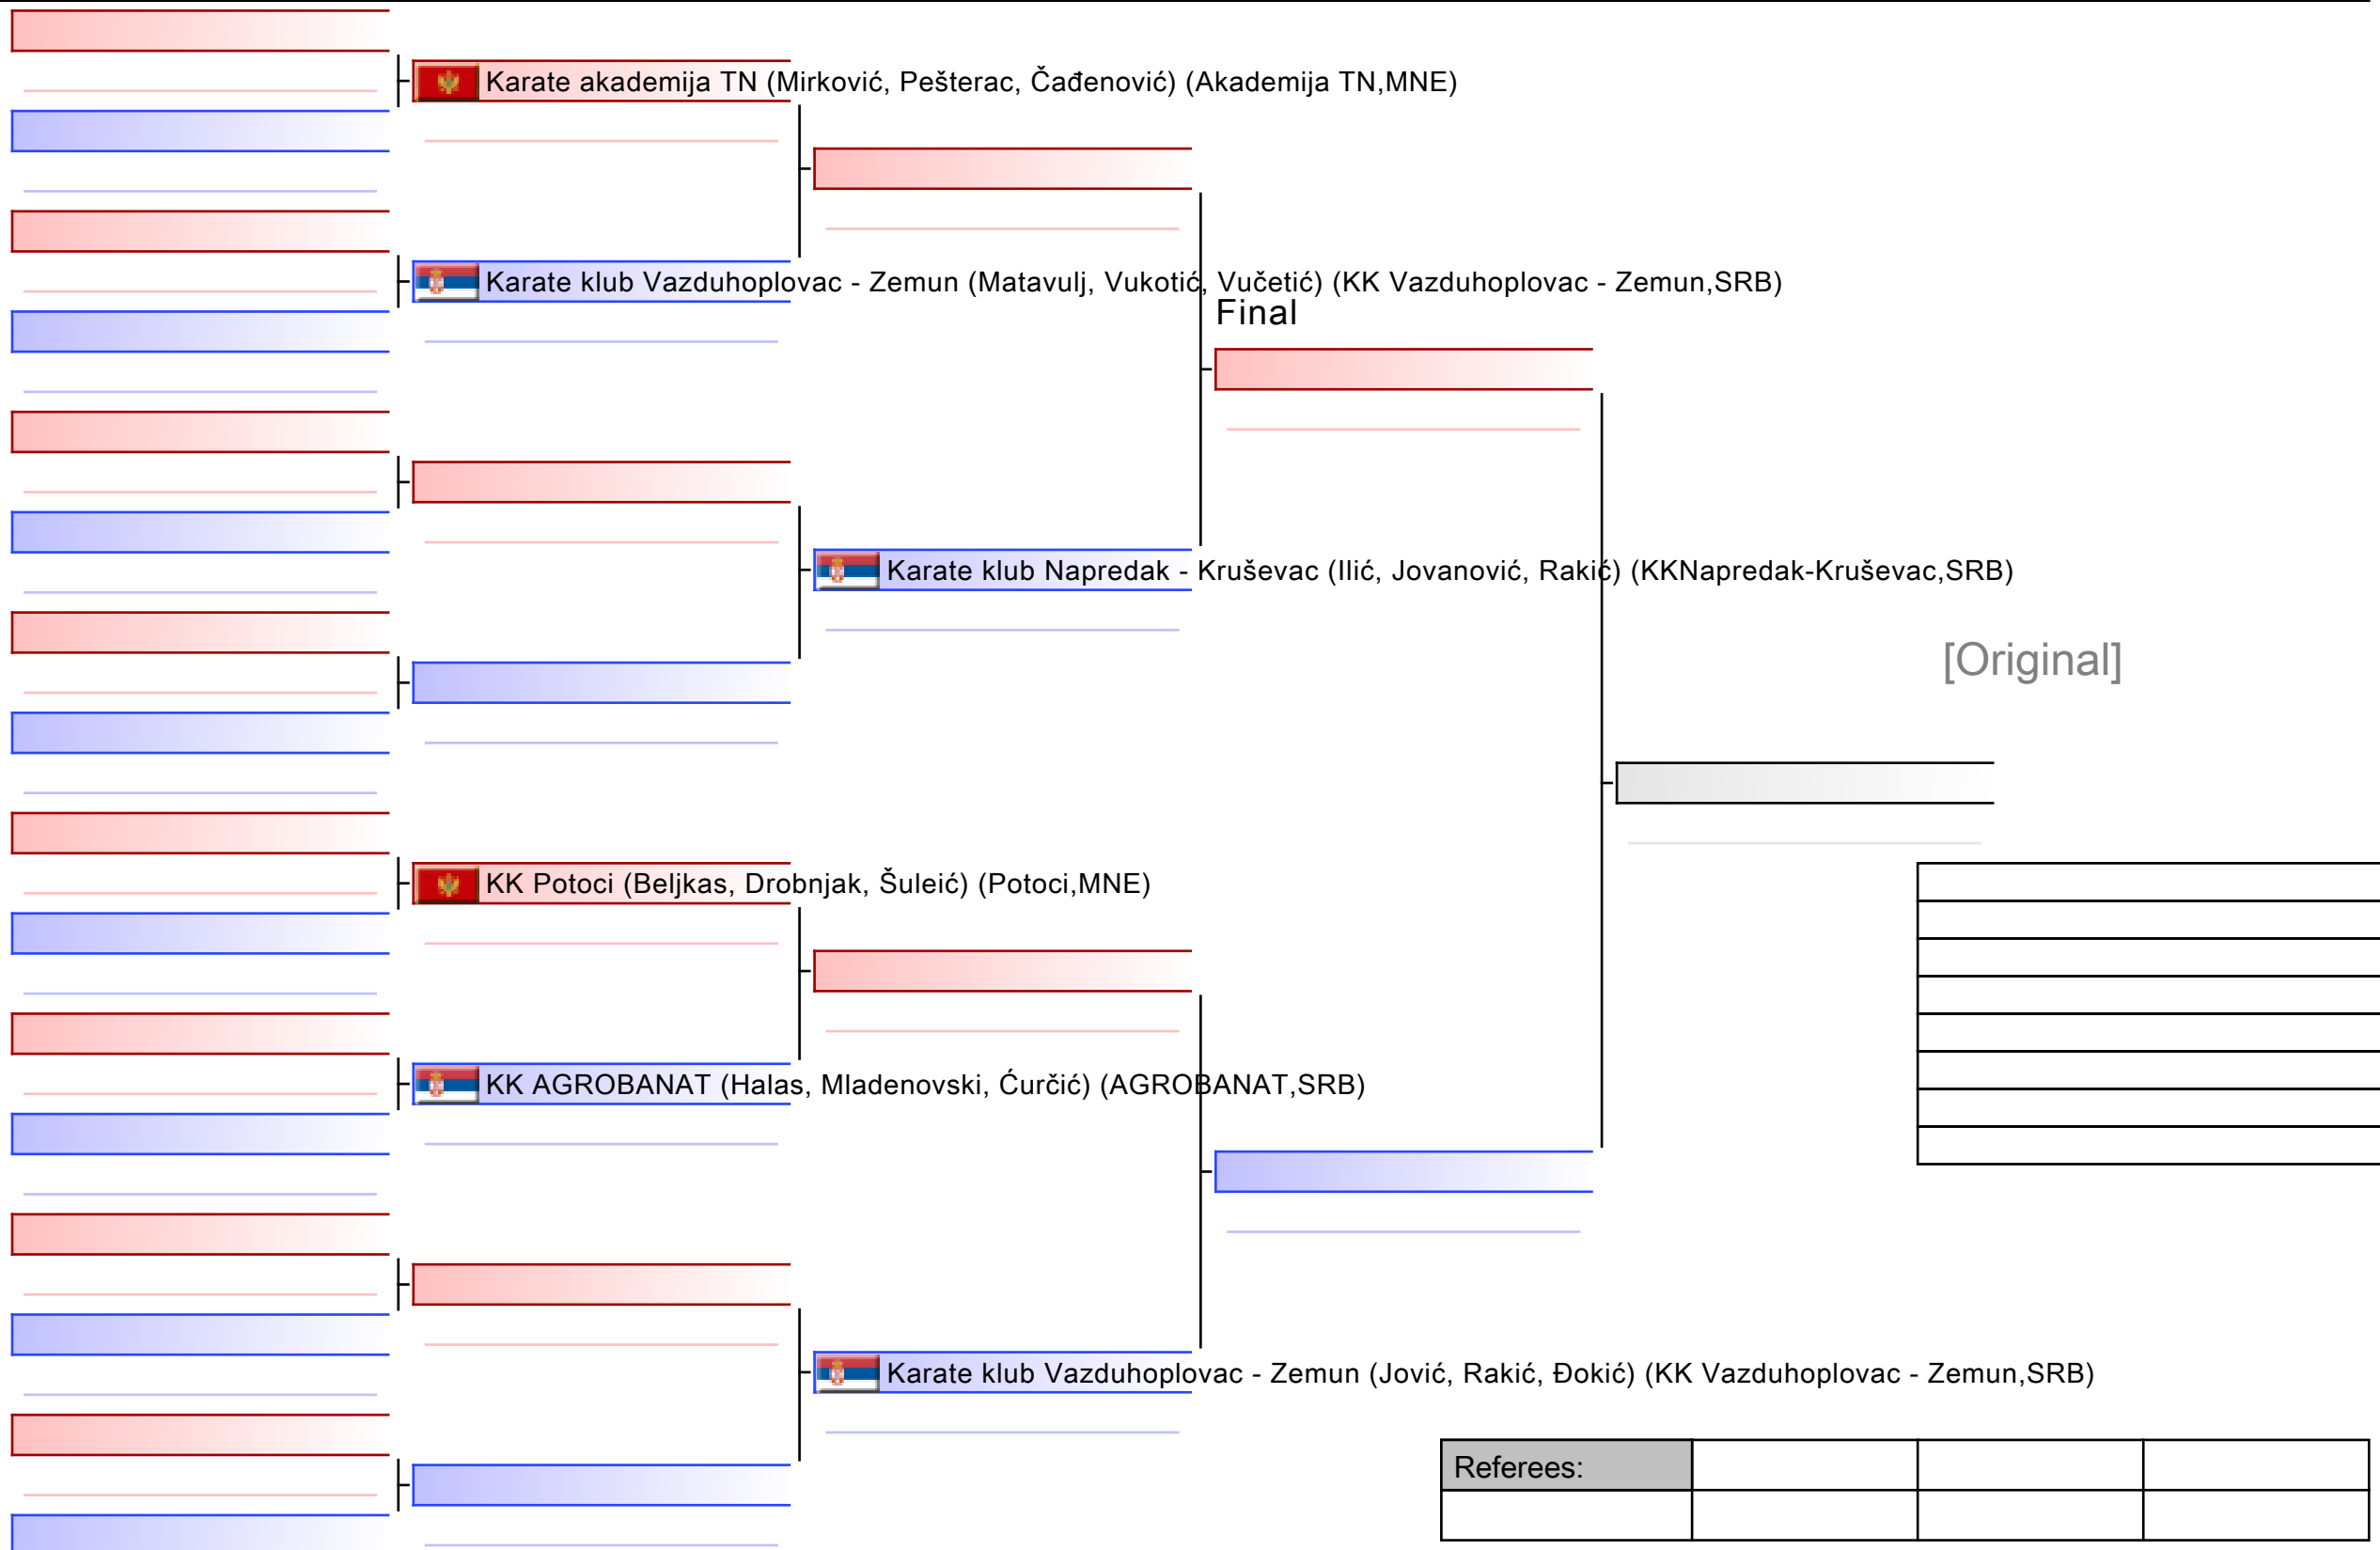 Karate akademija TN (Mirković, Pešterac, Čađenović) (Akademija TN,MNE)
Karate klub Vazduhoplovac - Zemun (Matavulj, Vukotić, Vučetić) (KK Vazduhoplovac - Zemun,SRB)
Final
Karate klub Napredak - Kruševac (Ilić, Jovanović, Rakić) (KKNapredak-Kruševac,SRB)
[Original]
KK Potoci (Beljkas, Drobnjak, Šuleić) (Potoci,MNE)
KK AGROBANAT (Halas, Mladenovski, Ćurčić) (AGROBANAT,SRB)
Karate klub Vazduhoplovac - Zemun (Jović, Rakić, Đokić) (KK Vazduhoplovac - Zemun,SRB)
Referees: